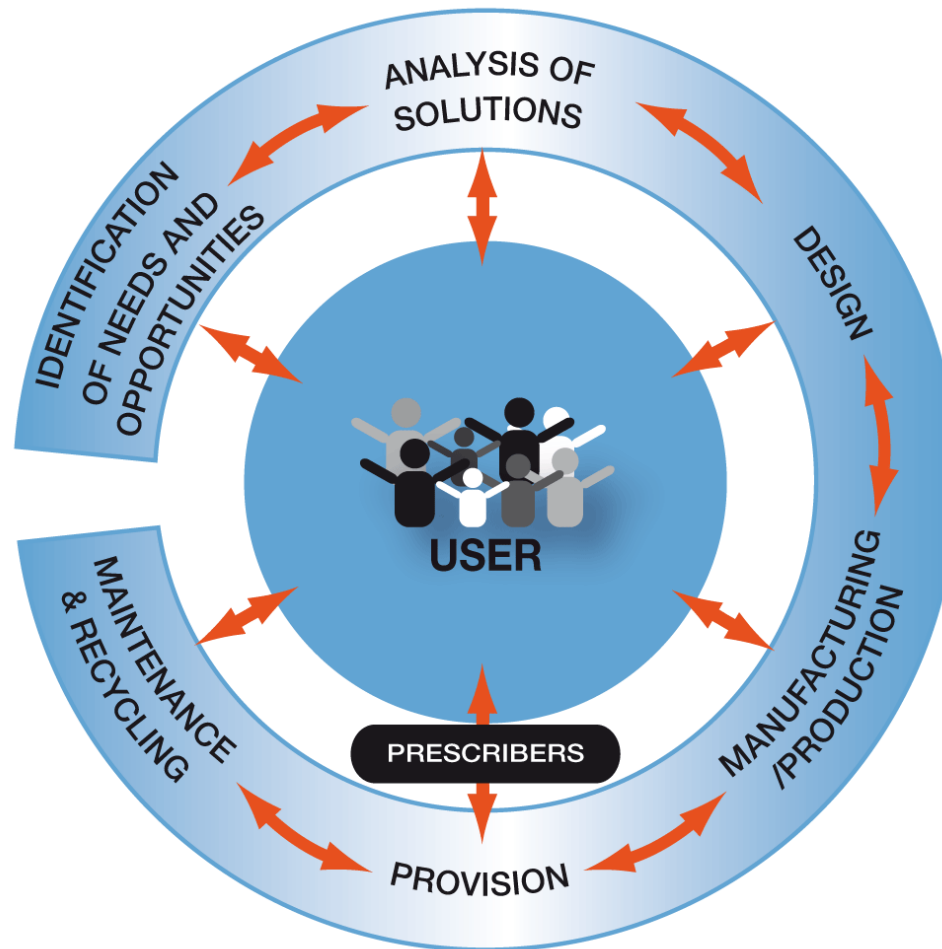 ANALYSIS OF
SOLUTIONS
IDENTIFICATION
OF NEEDS AND
OPPORTUNITIES
DESIGN
USER
MANUFACTURING
/PRODUCTION
MAINTENANCE
& RECYCLING
PRESCRIBERS
PROVISION